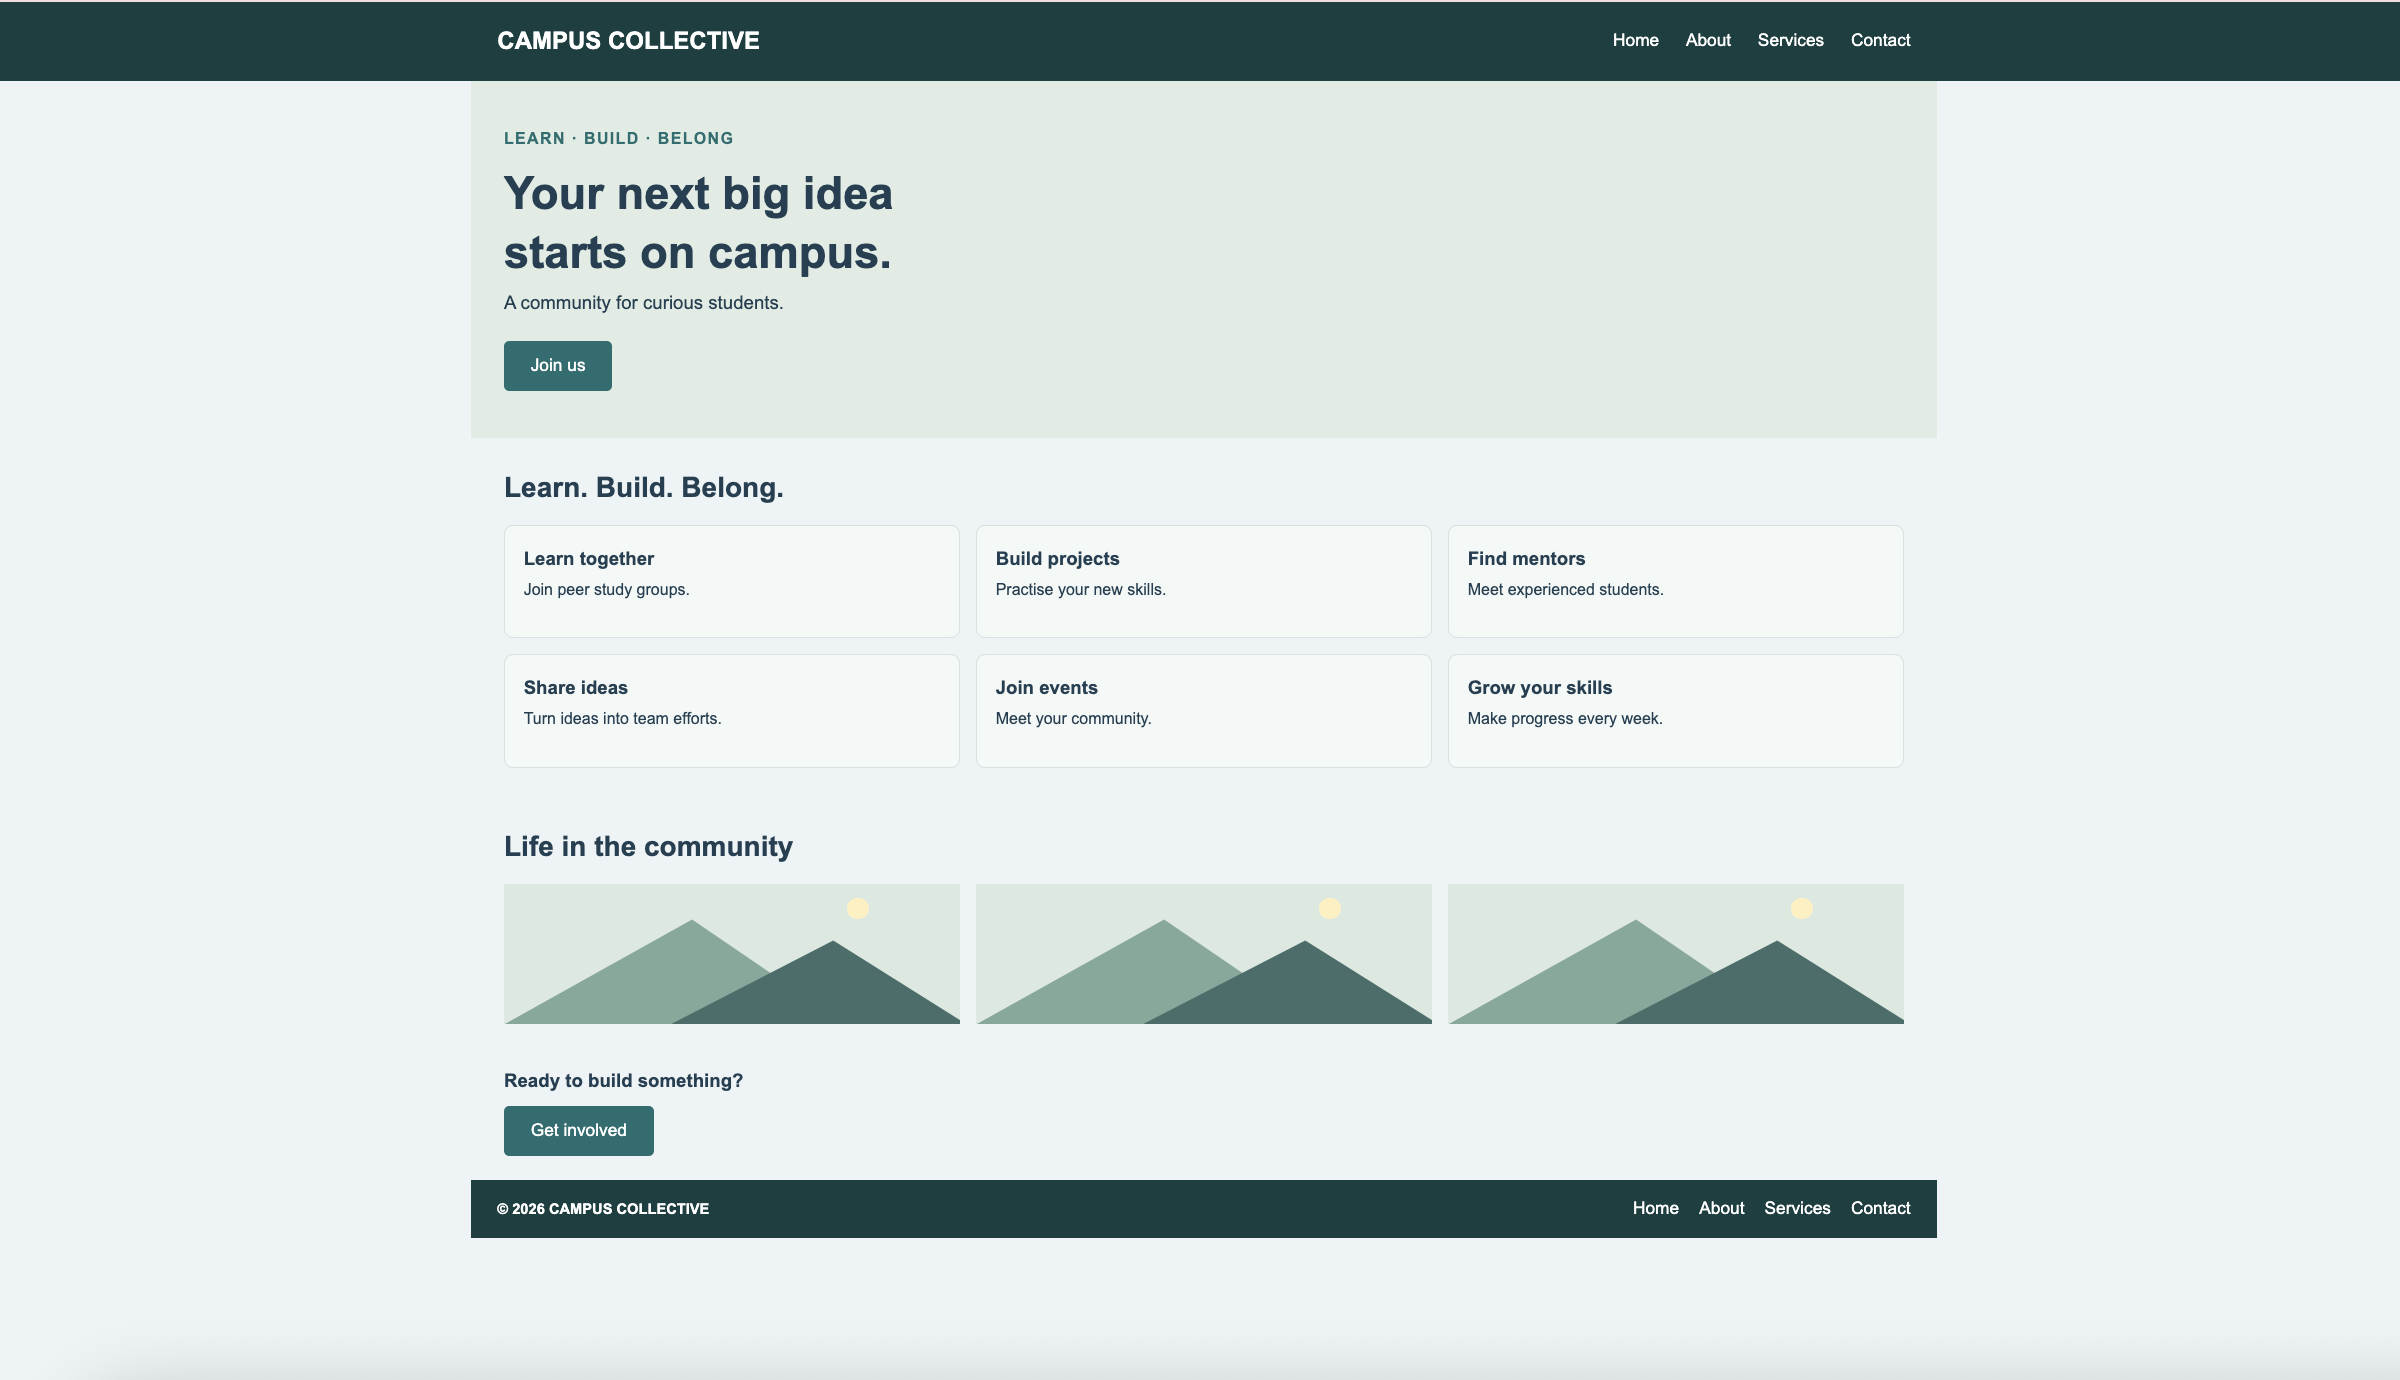 CAMPUS COLLECTIVE
Home About Services Contact
LEARN · BUILD · BELONG
Your next big idea
starts on campus.
A community for curious students.
Join us
Learn. Build. Belong.
Learn together
Join peer study groups.
Build projects
Practise your new skills.
Find mentors
Meet experienced students.
Share ideas
Turn ideas into team efforts.
Join events
Meet your community.
Grow your skills
Make progress every week.
Life in the community
Ready to build something?
Get involved
© 2026 CAMPUS COLLECTIVE
Home About Services Contact